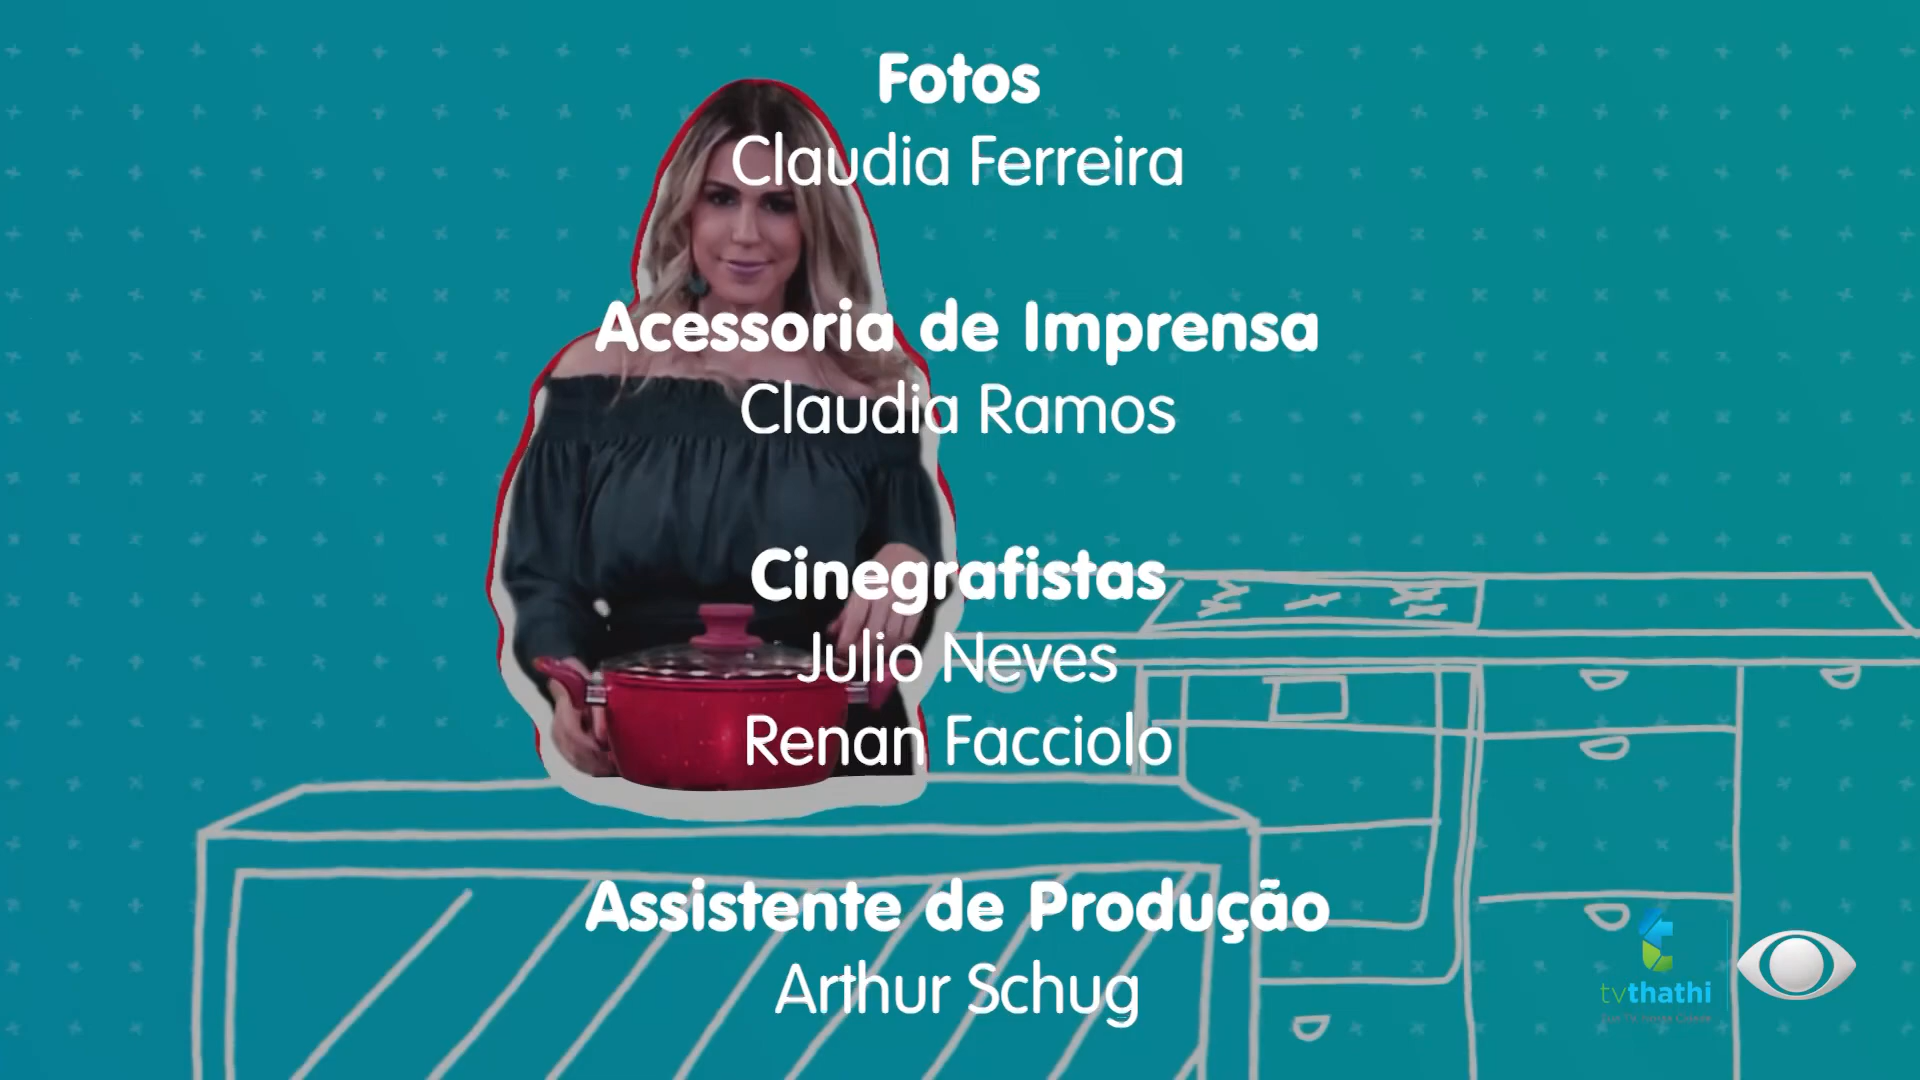 Fotos
Claudia Ferreira
Acessoria de Imprensa
Claudia Ramos
Cinegrafistas
Julio Neves
Renan Facciolo
Assistente de Produção
Arthur Schug
tvthathi